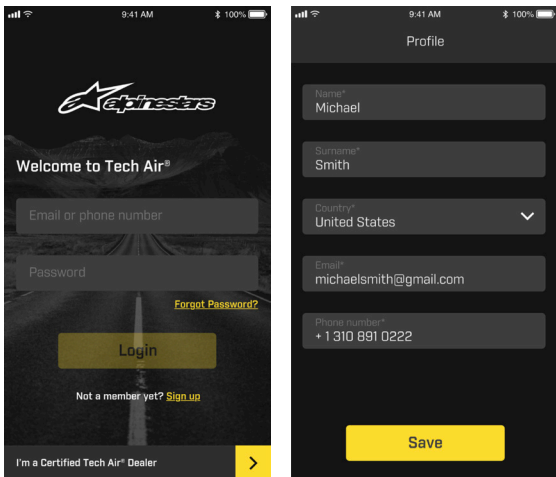 9:41 AM
100%
alpinestars
Welcome to Tech Air®
Email or phone number
Password
Forgot Password?
Login
Not a member yet? Sign up
I'm a Certified Tech Air® Dealer
9:41 AM
100%
Profile
Name*
Michael
Surname*
Smith
Country*
United States
Email*
michaelsmith@gmail.com
Phone number*
+ 1 310 891 0222
Save